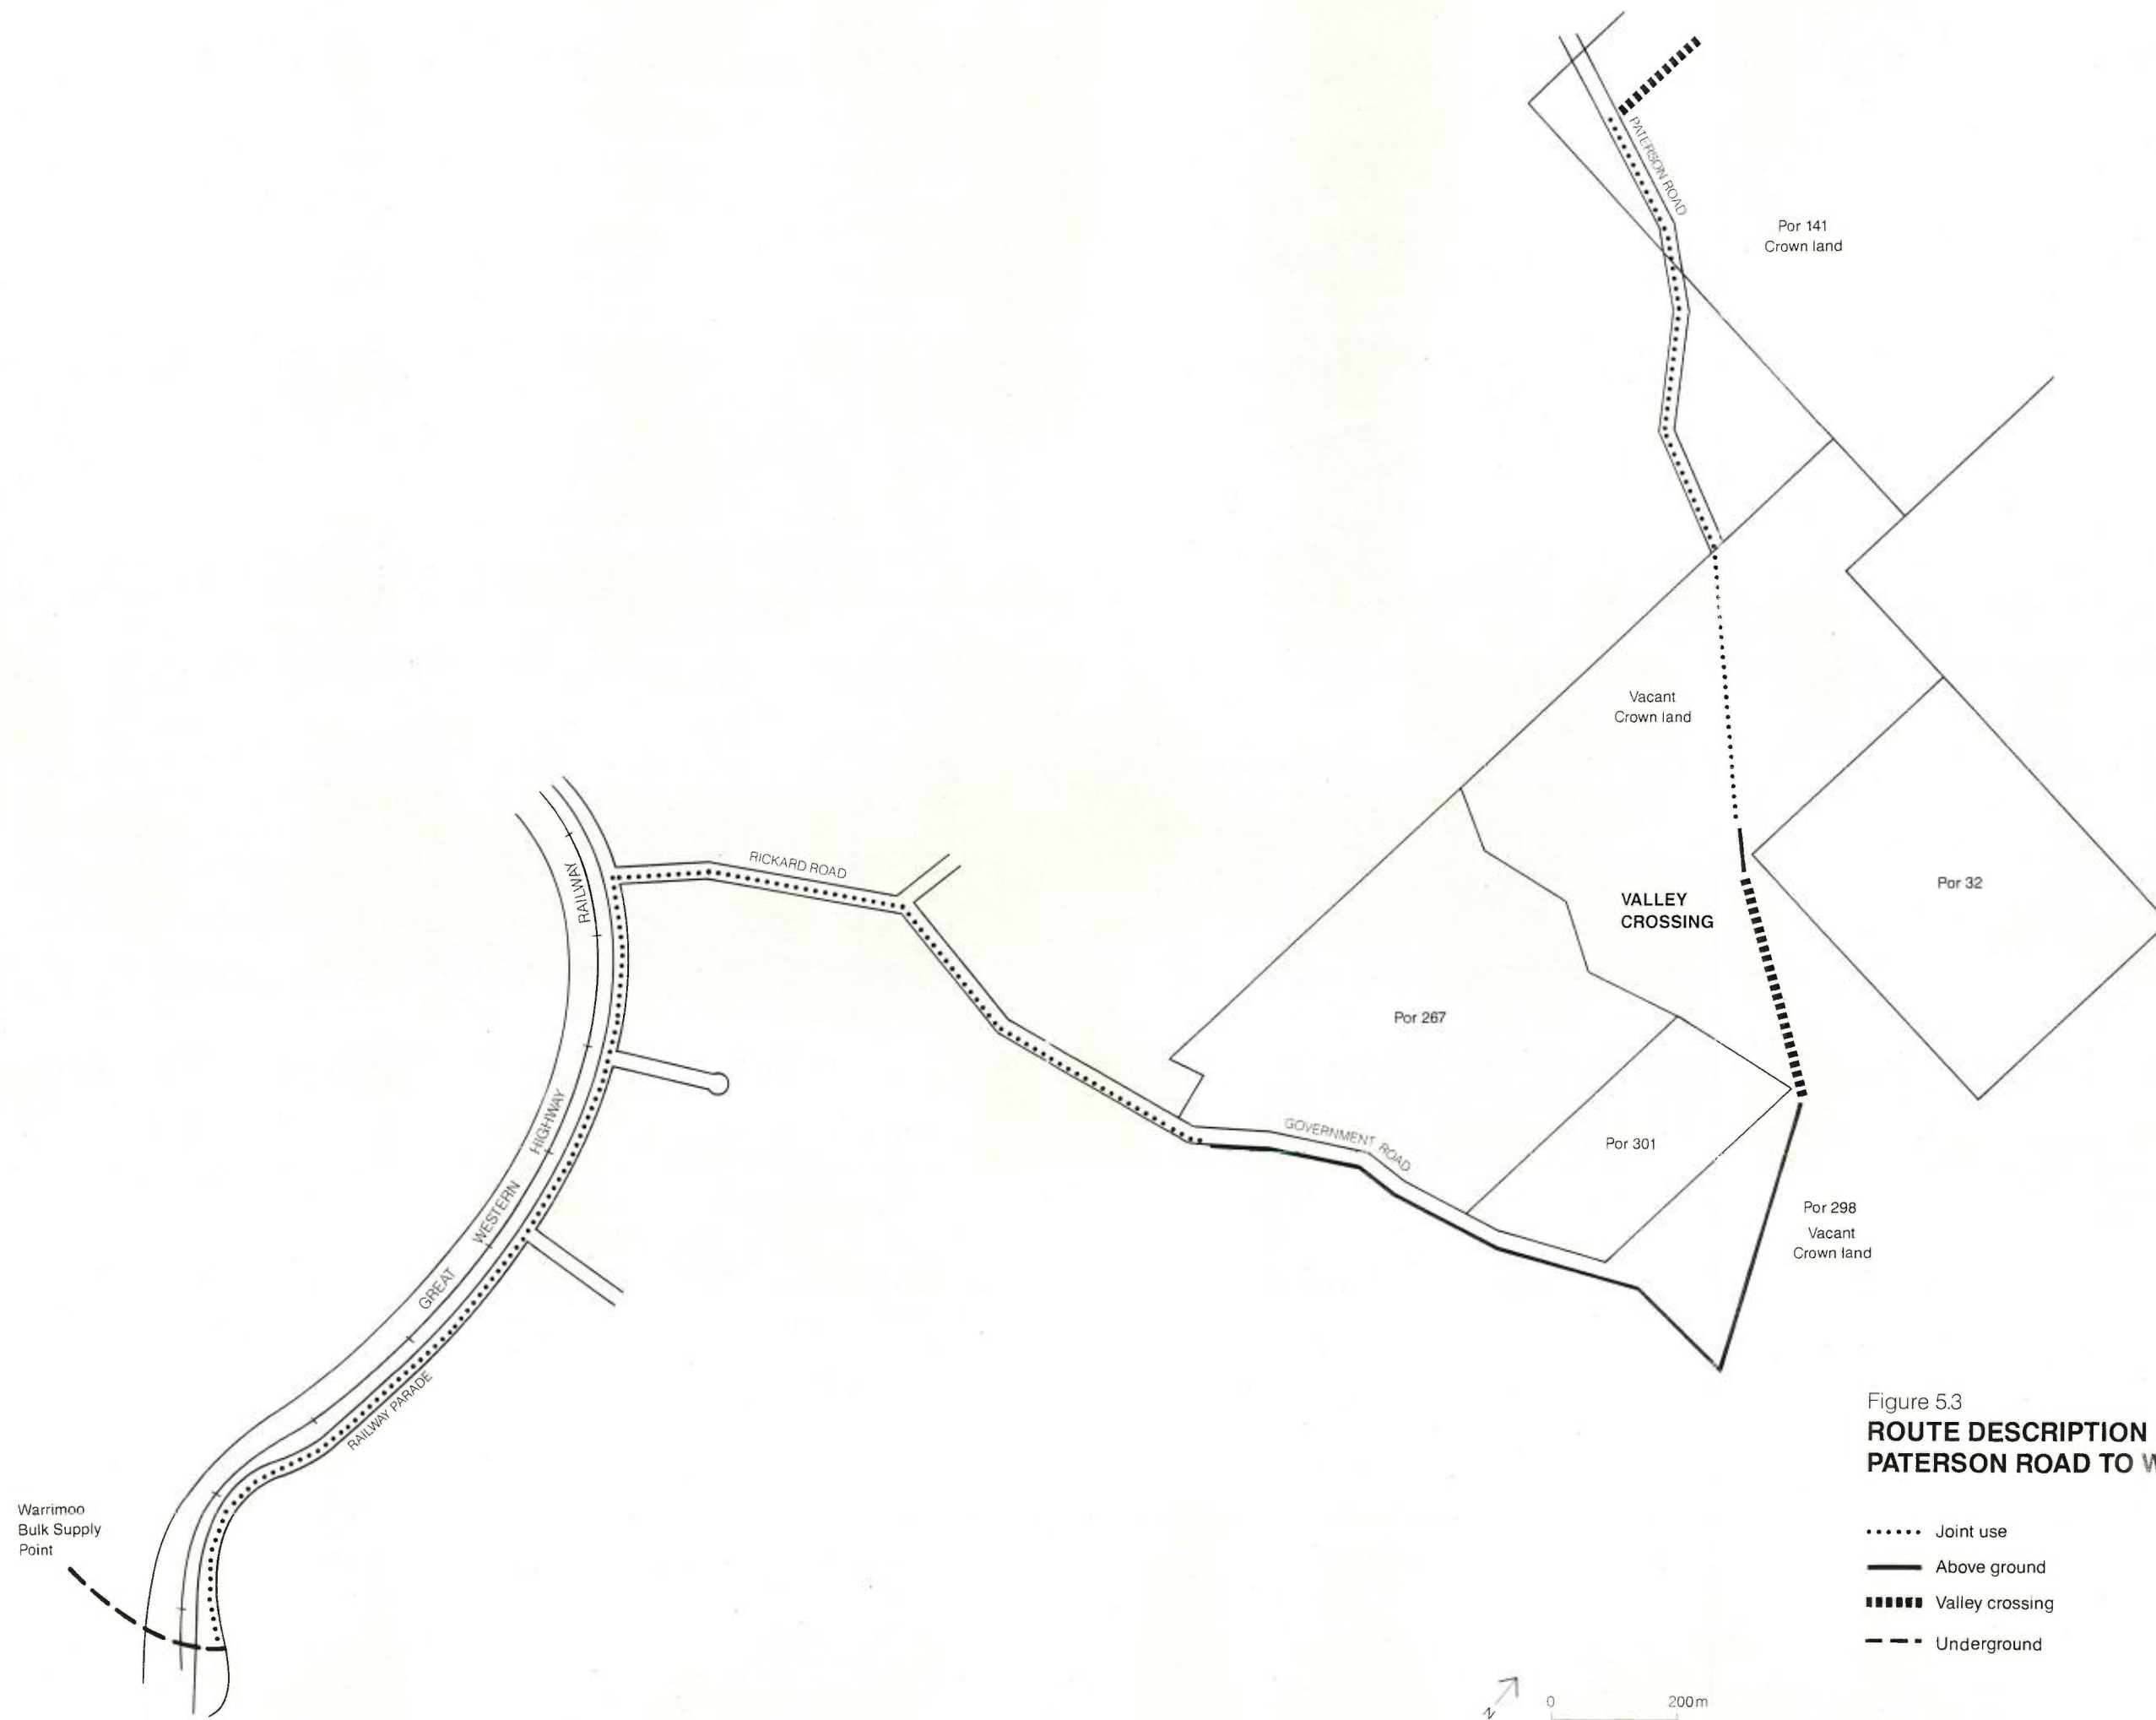 PATERSON ROAD
Por 141
Crown land
Vacant
Crown land
RICKARD ROAD
RAILWAY
Por 32
VALLEY
CROSSING
Por 267
GOVERNMENT ROAD
Por 301
GREAT WESTERN HIGHWAY
Por 298
Vacant
Crown land
RAILWAY PARADE
Warrimoo
Bulk Supply
Point
Figure 5.3
ROUTE DESCRIPTION
PATERSON ROAD TO W
Joint use
Above ground
Valley crossing
Underground
N
0 200m